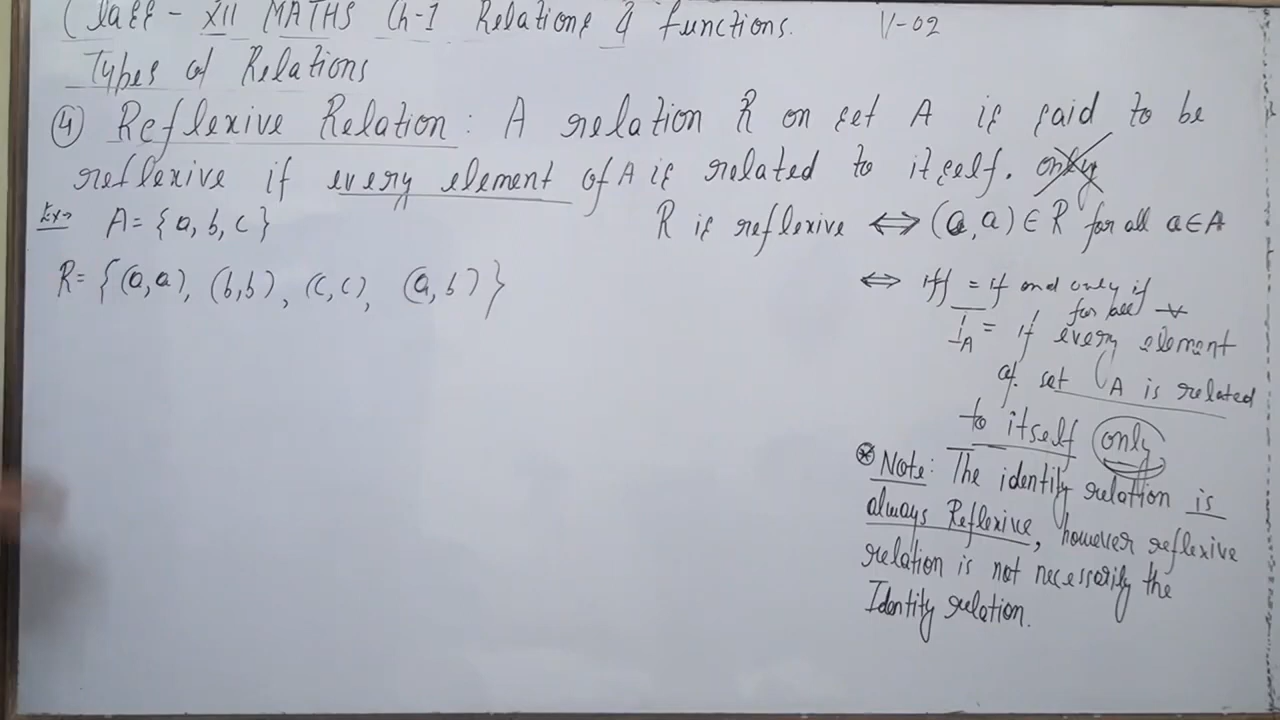 Class - XII MATHS Ch-1 Relations & functions. V-02
Types of Relations
④ Reflexive Relation : A relation R on set A is said to be
reflexive if every element of A is related to itself. only
Ex→ A = {a, b, c}
R is reflexive ⟺ (a, a) ∈ R for all a ∈ A
R = {(a,a), (b,b), (c,c), (a,b)}
⟺ iff = if and only if
for all ∀
I_A = if every element
of set A is related
to itself only
⊛ Note: The identity relation is
always Reflexive, however reflexive
relation is not necessarily the
Identity relation.